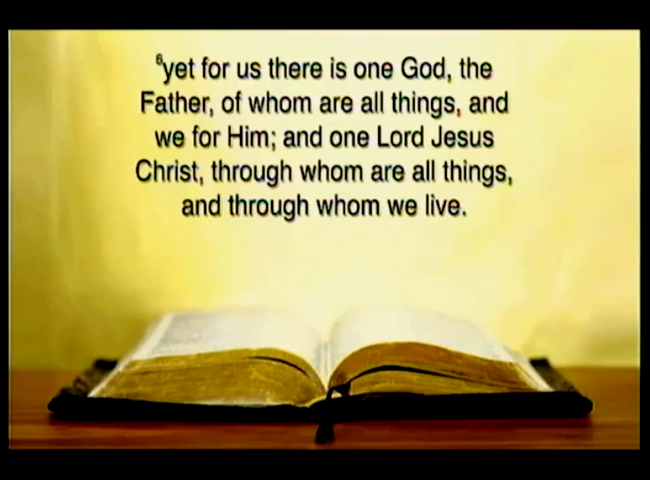 ⁶yet for us there is one God, the
Father, of whom are all things, and
we for Him; and one Lord Jesus
Christ, through whom are all things,
and through whom we live.